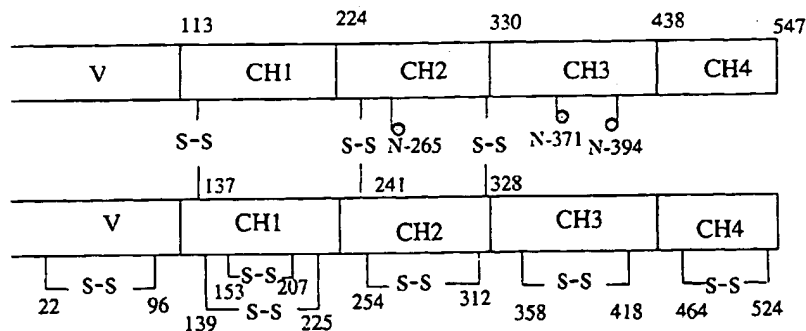 113 224 330 438 547
V CH1 CH2 CH3 CH4
S-S S-S N-265 S-S N-371 N-394
137 241 328
V CH1 CH2 CH3 CH4
S-S S-S S-S S-S S-S S-S
22 96 139 153 207 225 254 312 358 418 464 524